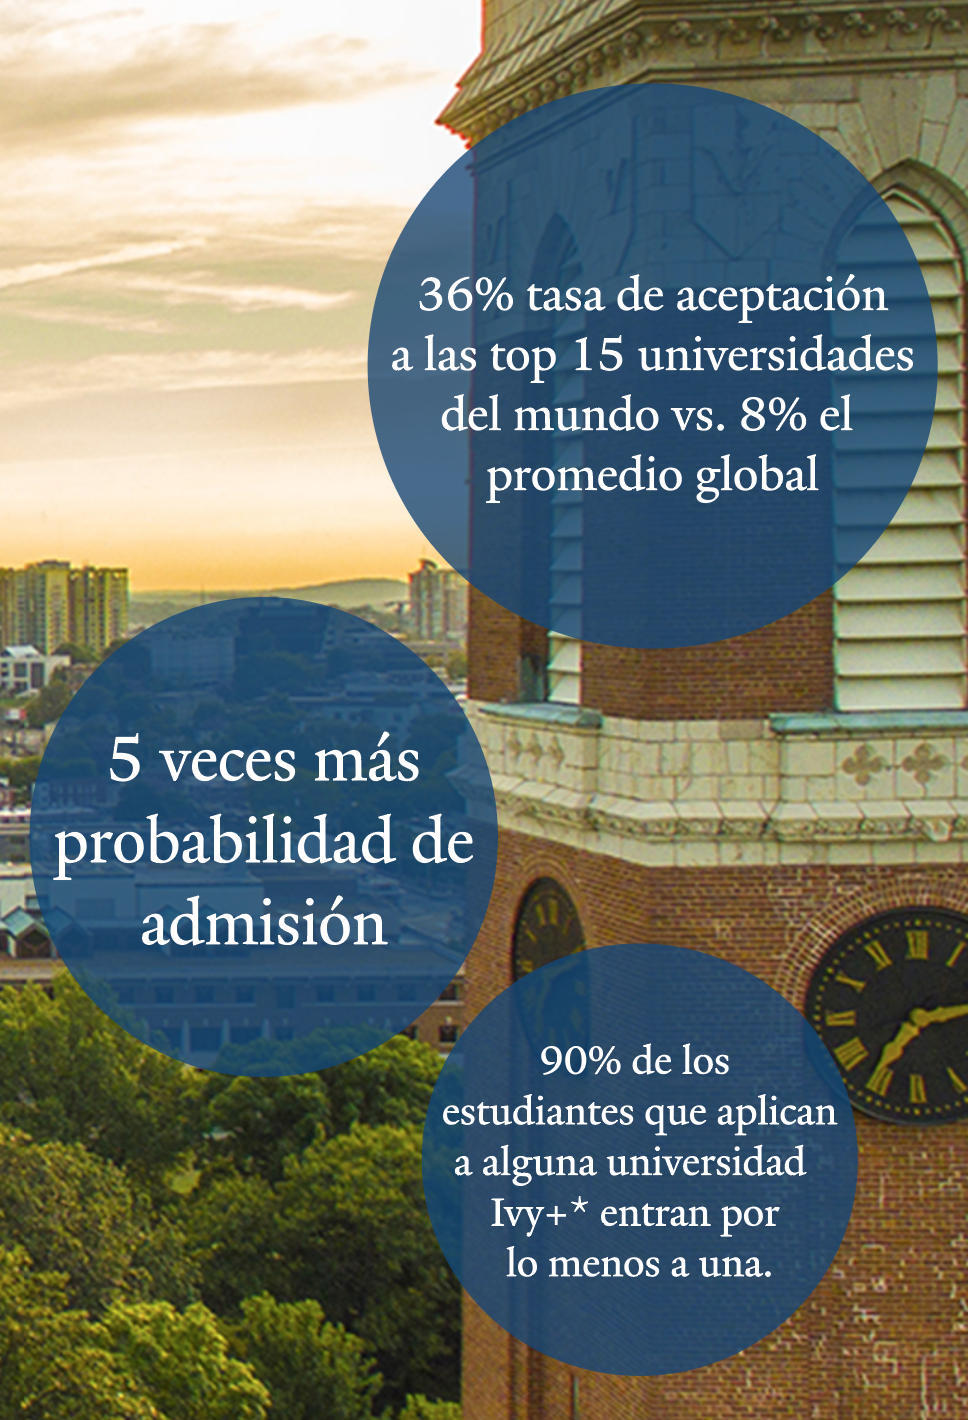 36% tasa de aceptación
a las top 15 universidades
del mundo vs. 8% el
promedio global
5 veces más
probabilidad de
admisión
90% de los
estudiantes que aplican
a alguna universidad
Ivy+* entran por
lo menos a una.